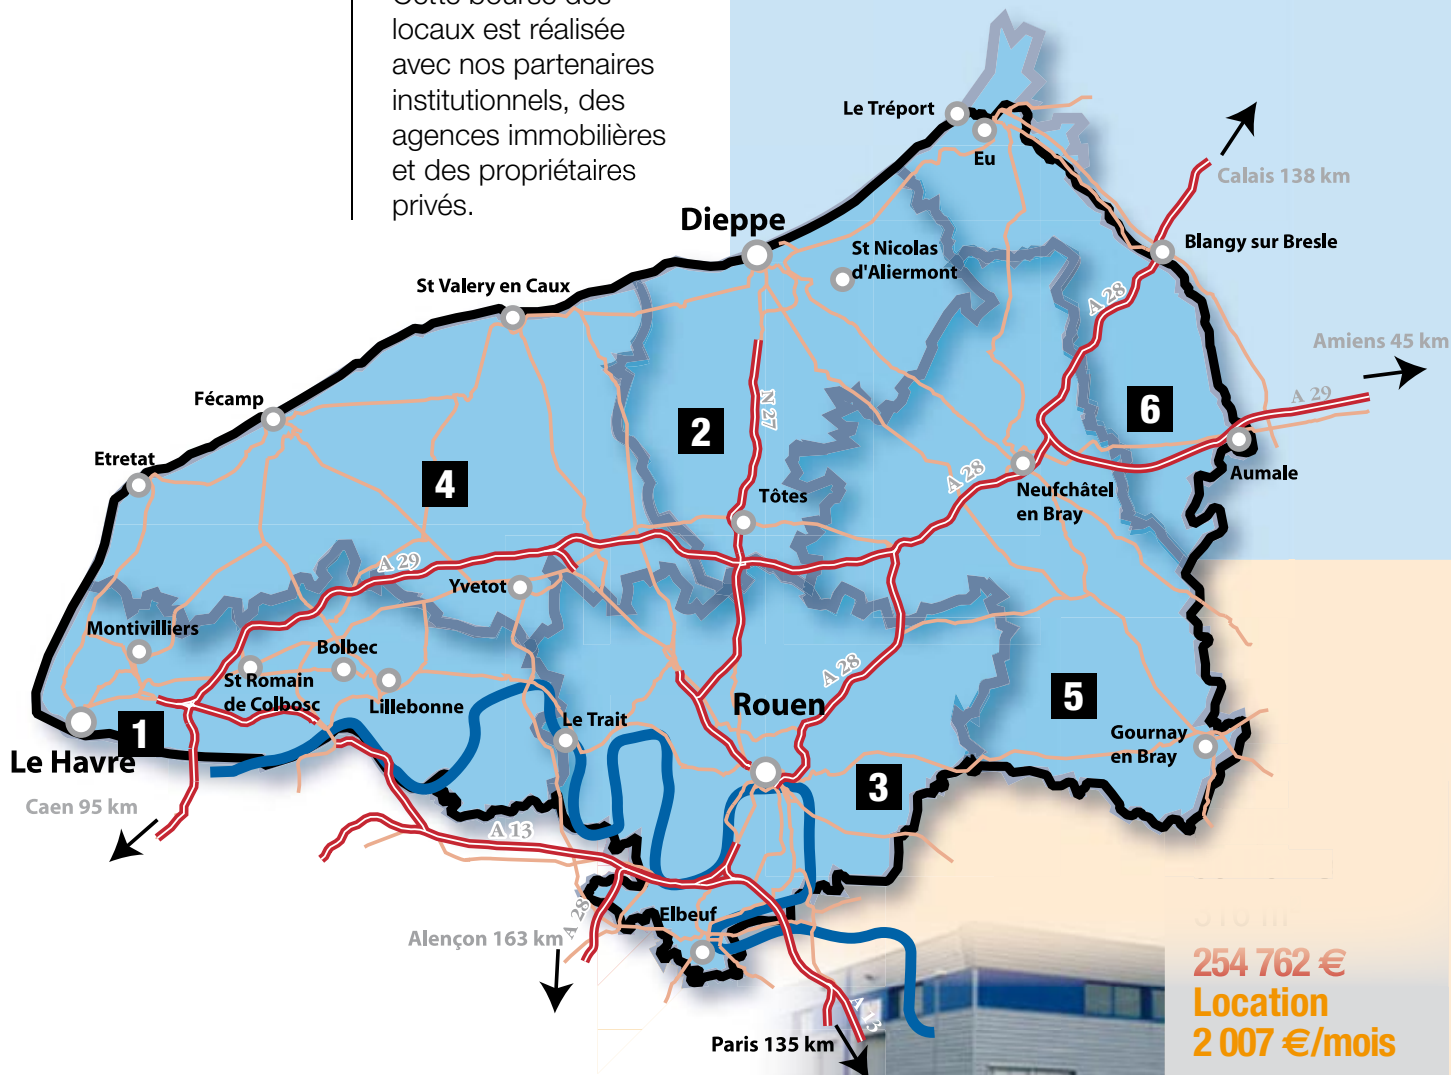 Cette bourse des
locaux est réalisée
avec nos partenaires
institutionnels, des
agences immobilières
et des propriétaires
privés.
Le Tréport
Eu
Calais 138 km
Dieppe
St Nicolas
d'Aliermont
Blangy sur Bresle
St Valery en Caux
A 28
Amiens 45 km
Fécamp
N 27
2
6
A 29
Etretat
4
A 28
Aumale
Tôtes
Neufchâtel
en Bray
A 29
Yvetot
Montivilliers
Bolbec
St Romain
de Colbosc
Lillebonne
A 28
Rouen
5
Le Trait
1
Gournay
en Bray
Le Havre
3
Caen 95 km
A 13
A 28
Elbeuf
Alençon 163 km
254 762 €
Location
2 007 €/mois
A 13
Paris 135 km